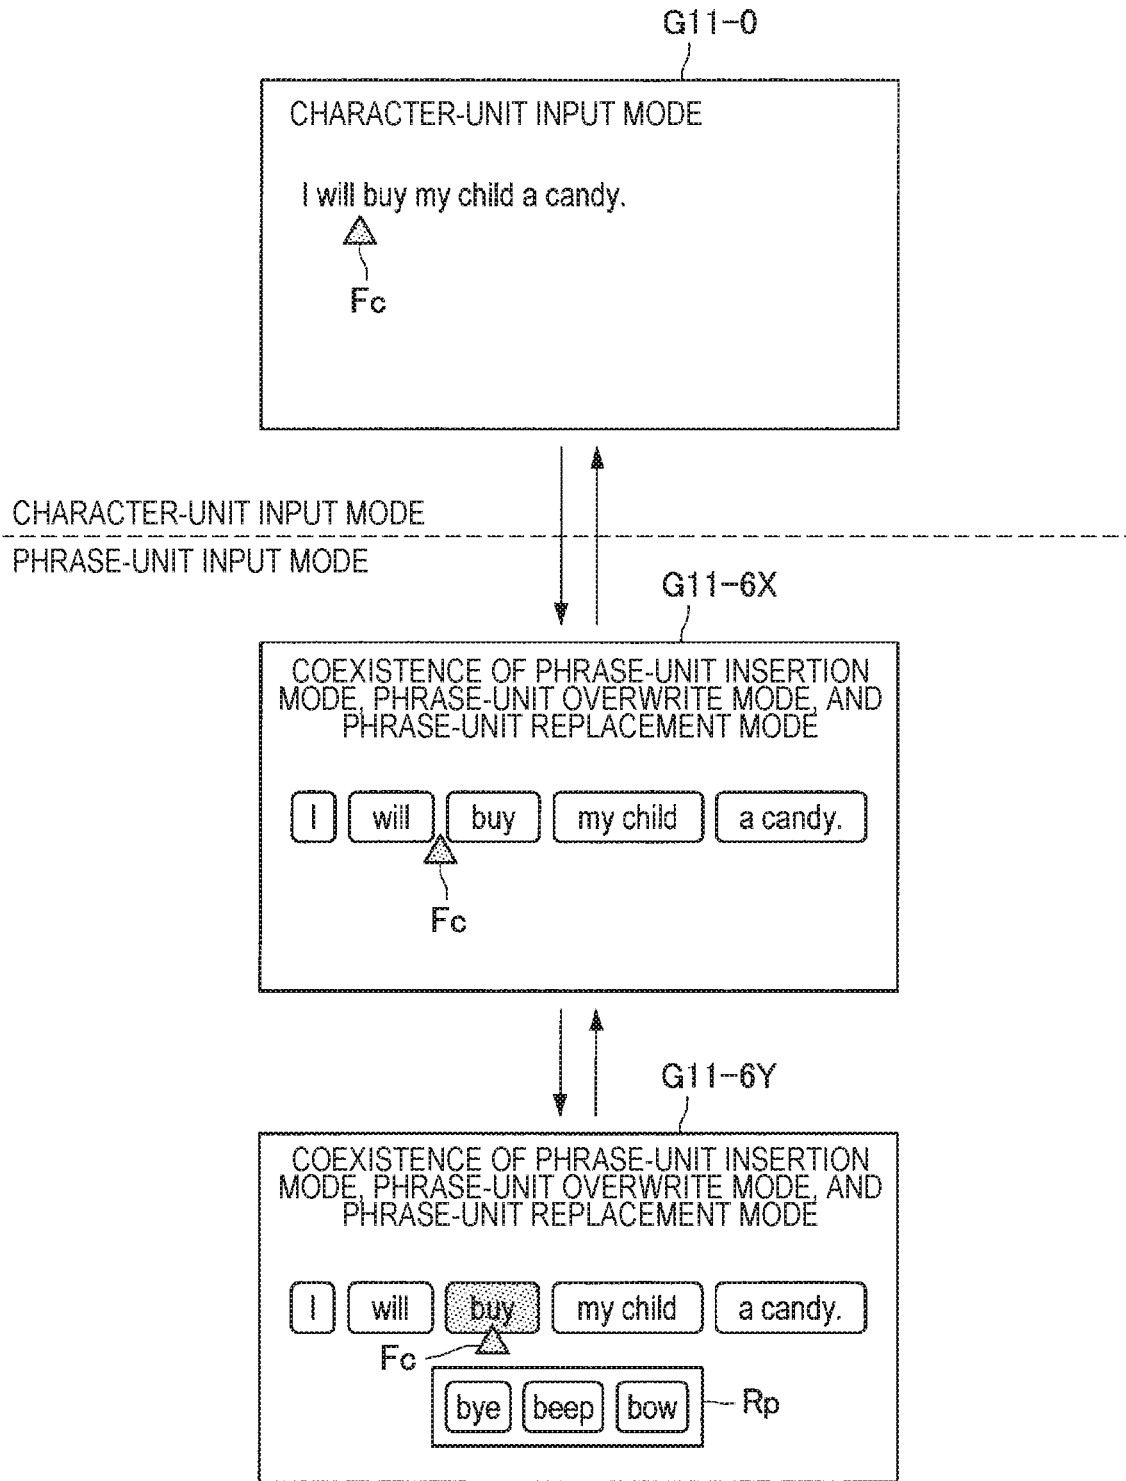 G11-0
CHARACTER-UNIT INPUT MODE
I will buy my child a candy.
Fc
CHARACTER-UNIT INPUT MODE
PHRASE-UNIT INPUT MODE
G11-6X
COEXISTENCE OF PHRASE-UNIT INSERTION
MODE, PHRASE-UNIT OVERWRITE MODE, AND
PHRASE-UNIT REPLACEMENT MODE
I will buy my child a candy.
Fc
G11-6Y
COEXISTENCE OF PHRASE-UNIT INSERTION
MODE, PHRASE-UNIT OVERWRITE MODE, AND
PHRASE-UNIT REPLACEMENT MODE
I will buy my child a candy.
Fc
bye beep bow Rp